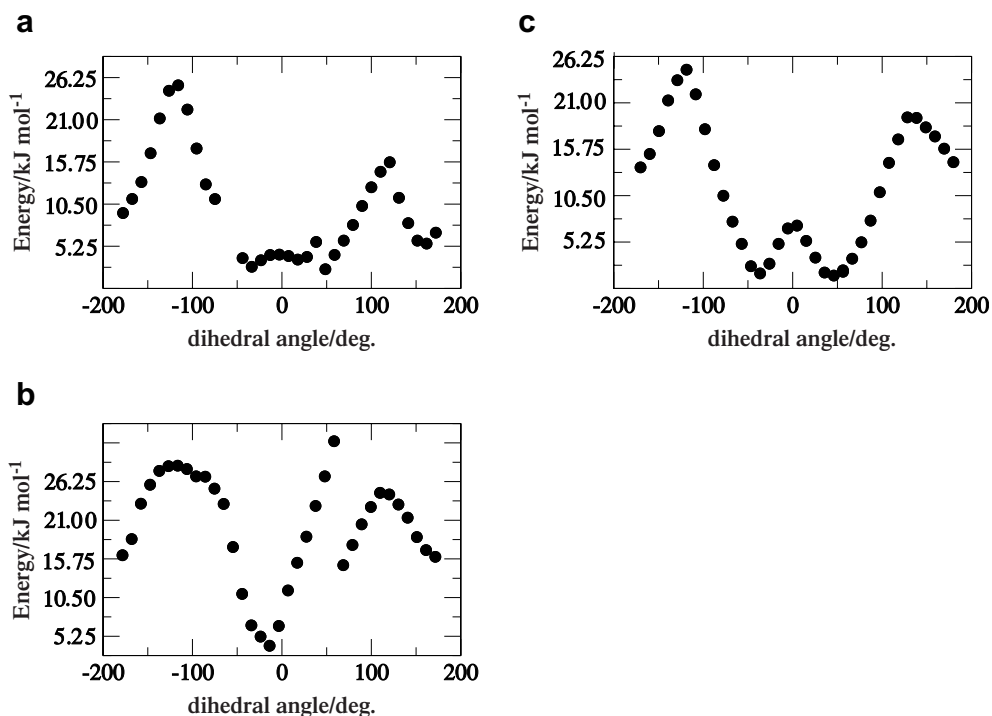 a
Energy/kJ mol-1
26.25
21.00
15.75
10.50
5.25
-200 -100 0 100 200
dihedral angle/deg.
c
Energy/kJ mol-1
26.25
21.00
15.75
10.50
5.25
-200 -100 0 100 200
dihedral angle/deg.
b
Energy/kJ mol-1
26.25
21.00
15.75
10.50
5.25
-200 -100 0 100 200
dihedral angle/deg.